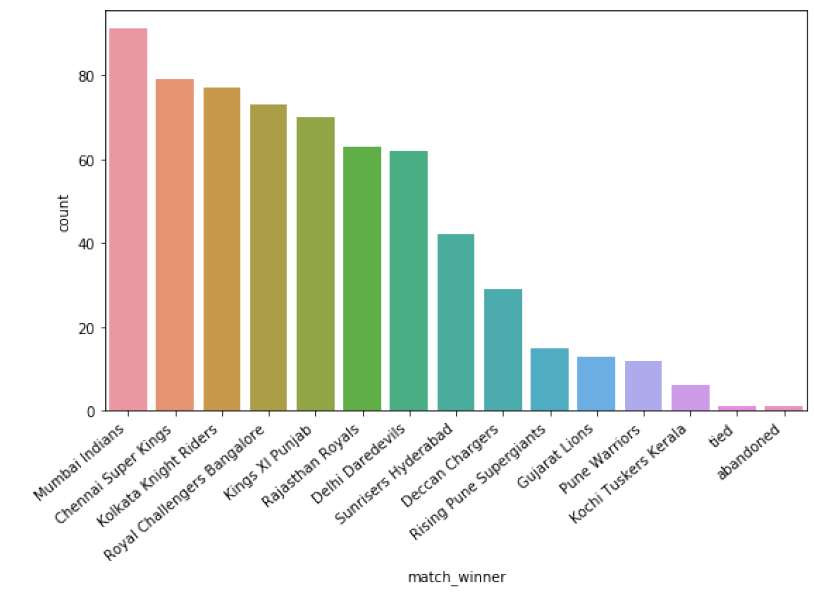 80
60
40
20
0
count
Mumbai Indians
Chennai Super Kings
Kolkata Knight Riders
Royal Challengers Bangalore
Kings XI Punjab
Rajasthan Royals
Delhi Daredevils
Sunrisers Hyderabad
Deccan Chargers
Rising Pune Supergiants
Gujarat Lions
Pune Warriors
Kochi Tuskers Kerala
tied
abandoned
match_winner